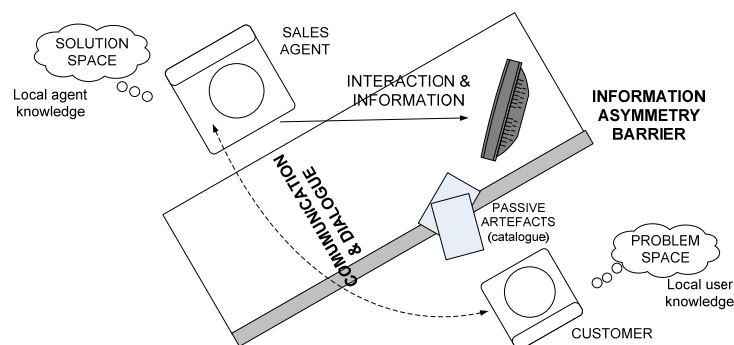 SOLUTION
SPACE
Local agent
knowledge
SALES
AGENT
INTERACTION &
INFORMATION
INFORMATION
ASYMMETRY
BARRIER
COMUMUNICATION
& DIALOGUE
PASSIVE
ARTEFACTS
(catalogue)
PROBLEM
SPACE
Local user
knowledge
CUSTOMER